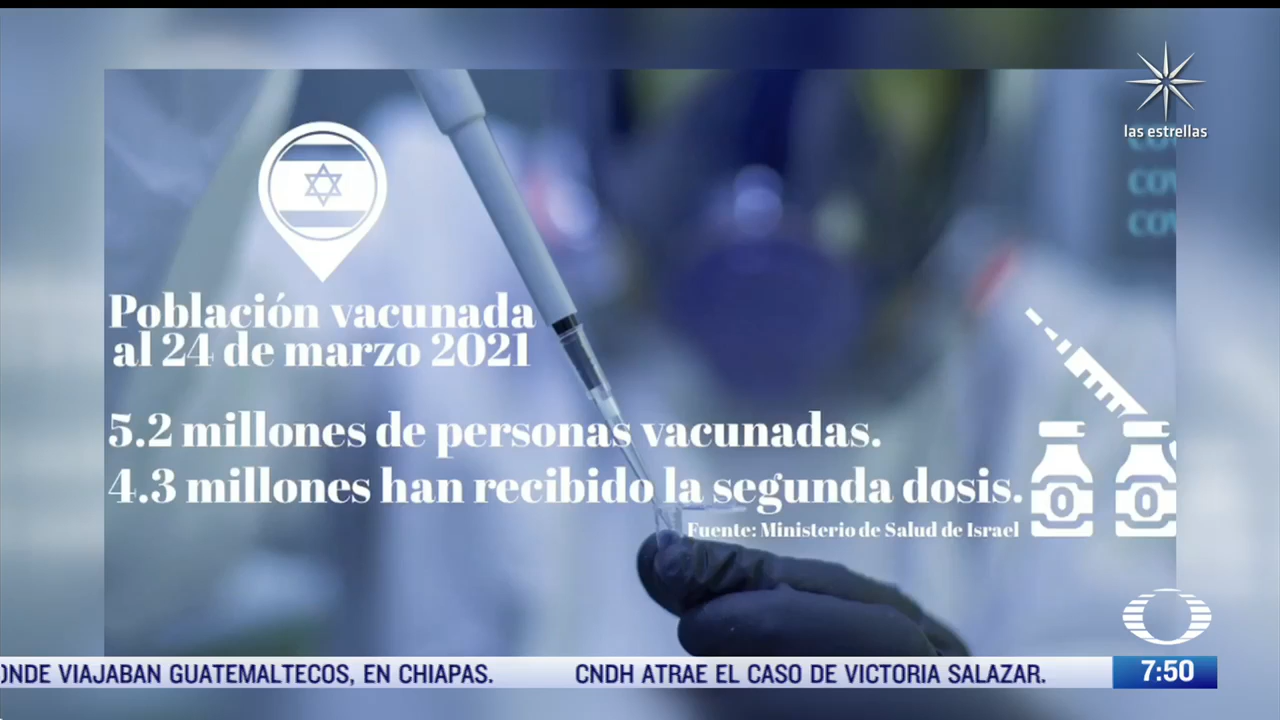 las estrellas
COV
COV
Población vacunada
al 24 de marzo 2021
5.2 millones de personas vacunadas.
4.3 millones han recibido la segunda dosis.
Fuente: Ministerio de Salud de Israel
ONDE VIAJABAN GUATEMALTECOS, EN CHIAPAS. CNDH ATRAE EL CASO DE VICTORIA SALAZAR. 7:50